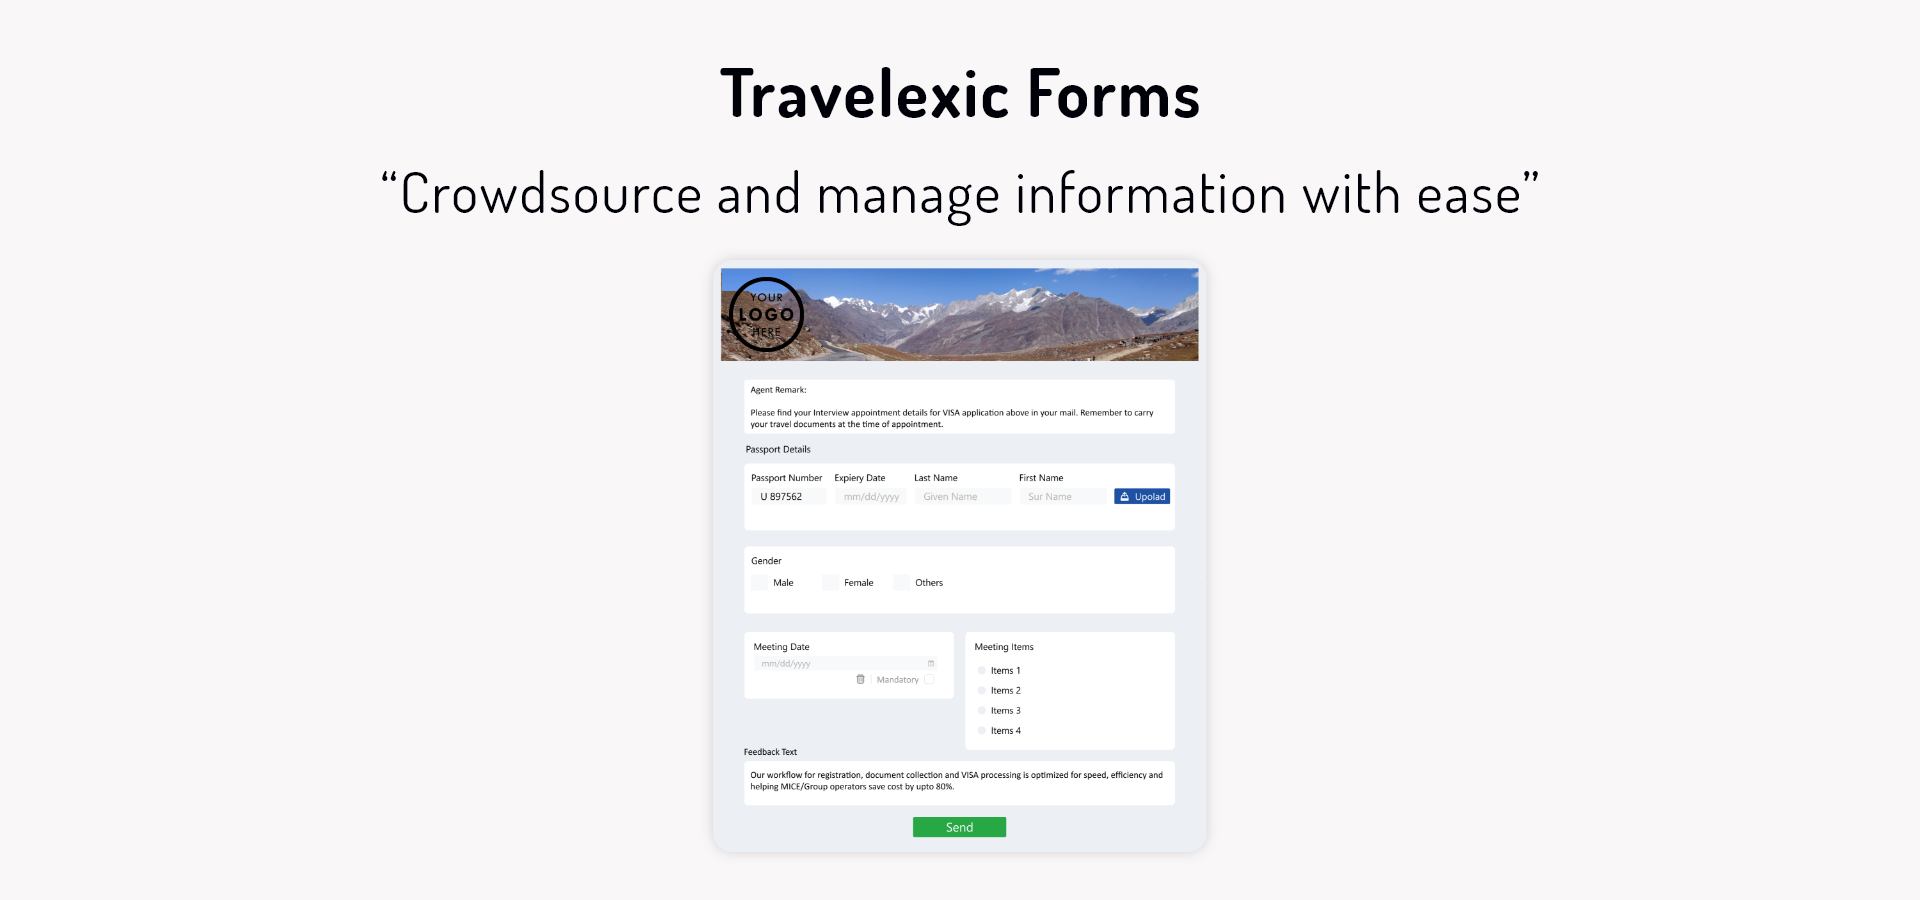 Travelexic Forms
“Crowdsource and manage information with ease”
YOUR
LOGO
HERE
Agent Remark:
Please find your Interview appointment details for VISA application above in your mail. Remember to carry
your travel documents at the time of appointment.
Passport Details
Passport Number Expiery Date Last Name First Name
U 897562 mm/dd/yyyy Given Name Sur Name Upolad
Gender
Male Female Others
Meeting Date
mm/dd/yyyy
Mandatory
Meeting Items
Items 1
Items 2
Items 3
Items 4
Feedback Text
Our workflow for registration, document collection and VISA processing is optimized for speed, efficiency and
helping MICE/Group operators save cost by upto 80%.
Send